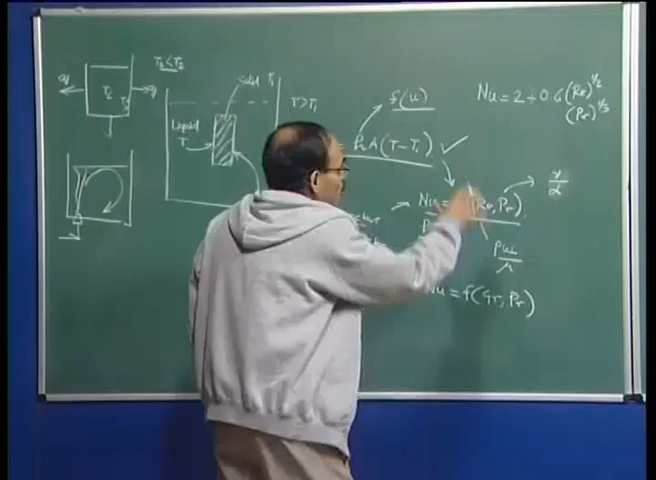 T1 < T2
q
T2
T1
Solid T1
Liquid
T
T > T1
f(u)
hA(T-T1) ✓
Nu = 2 + 0.6 (Re)^1/2
(Pr)^1/3
(Re, Pr)
Nu =
ν/α
ρuL/μ
Nu = f(Gr, Pr)